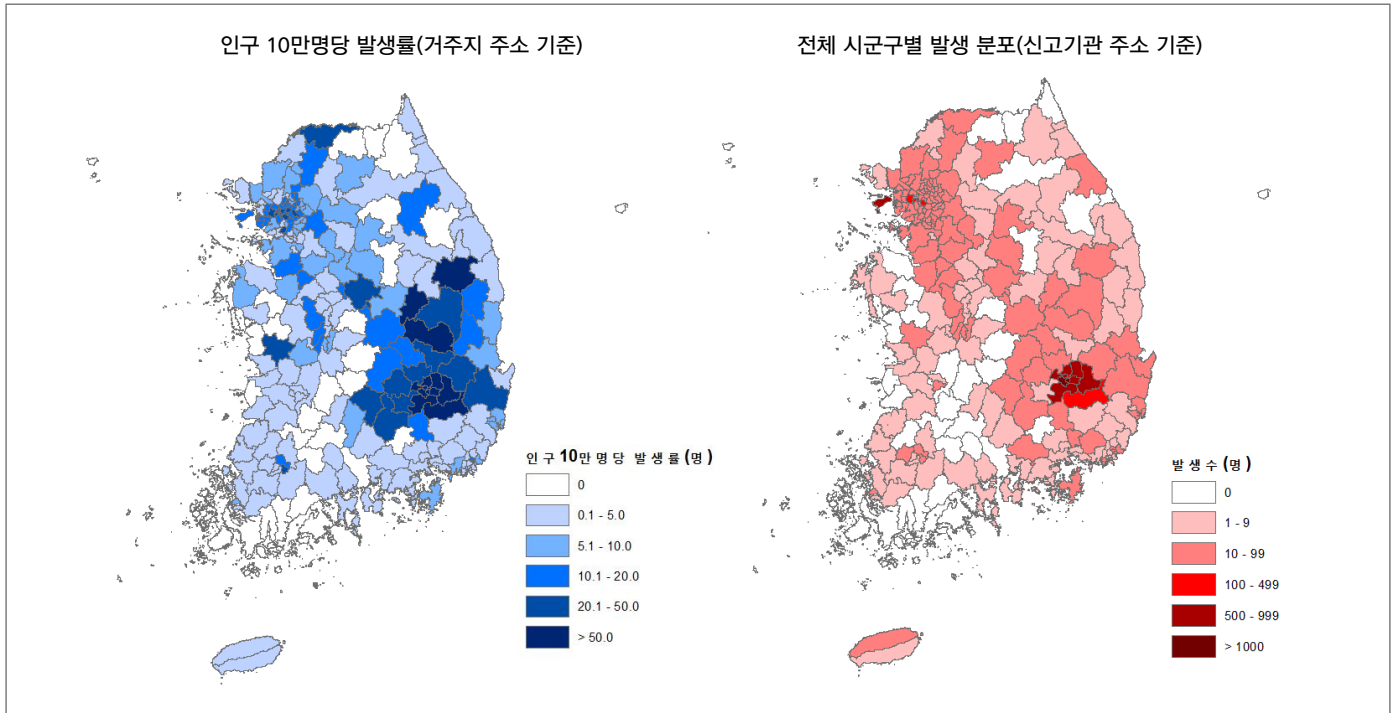 인구 10만명당 발생률(거주지 주소 기준)
전체 시군구별 발생 분포(신고기관 주소 기준)
인구 10만명당 발생률(명)
0
0.1 - 5.0
5.1 - 10.0
10.1 - 20.0
20.1 - 50.0
> 50.0
발생수(명)
0
1 - 9
10 - 99
100 - 499
500 - 999
> 1000